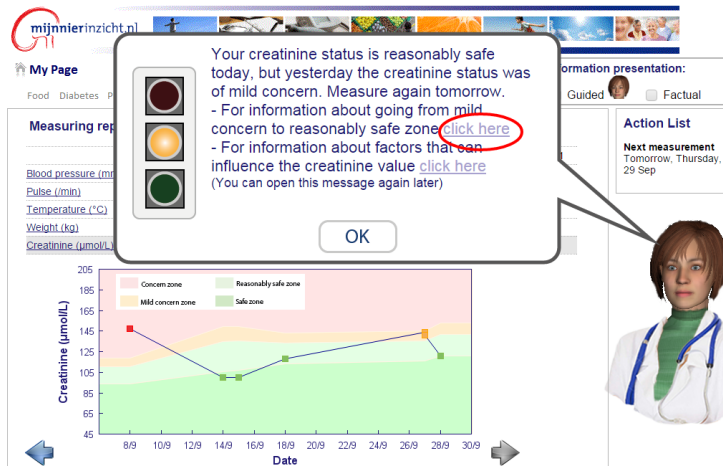 mijnnierinzicht.nl
My Page
Food Diabetes P
Your creatinine status is reasonably safe
today, but yesterday the creatinine status was
of mild concern. Measure again tomorrow.
- For information about going from mild
concern to reasonably safe zone click here
- For information about factors that can
influence the creatinine value click here
(You can open this message again later)
OK
ormation presentation:
Guided Factual
Action List
Next measurement
Tomorrow, Thursday,
29 Sep
Measuring rep
Blood pressure (mm
Pulse (/min)
Temperature (°C)
Weight (kg)
Creatinine (µmol/L)
Concern zone
Reasonably safe zone
Mild concern zone
Safe zone
Creatinine (µmol/L)
205
185
165
145
125
105
85
65
45
8/9 10/9 12/9 14/9 16/9 18/9 20/9 22/9 24/9 26/9 28/9 30/9
Date